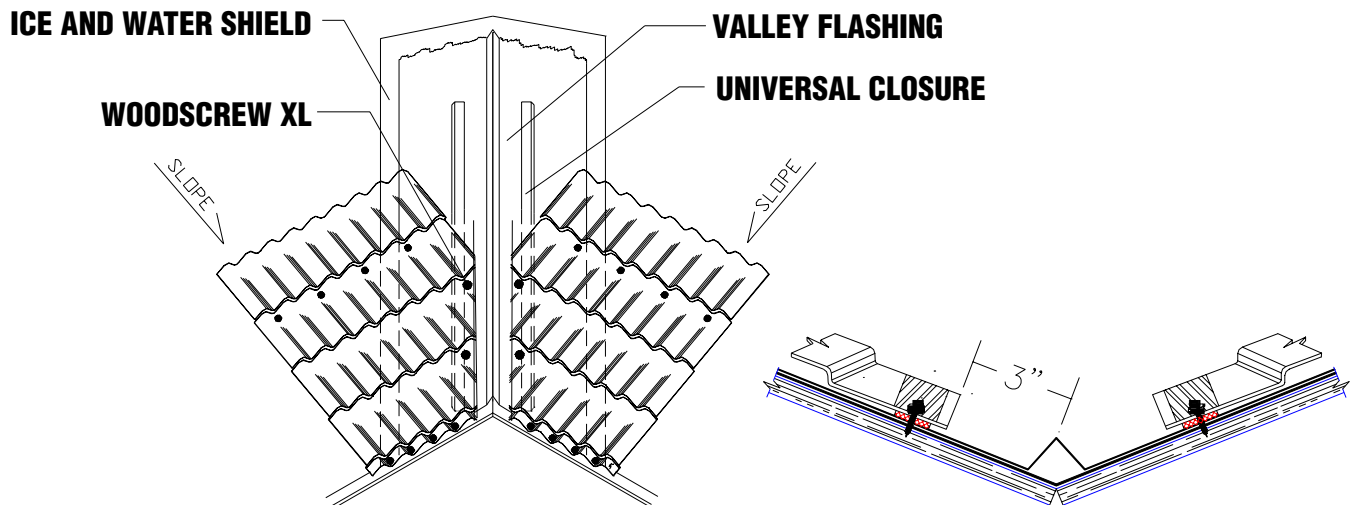 ICE AND WATER SHIELD
VALLEY FLASHING
UNIVERSAL CLOSURE
WOODSCREW XL
SLOPE
SLOPE
3”